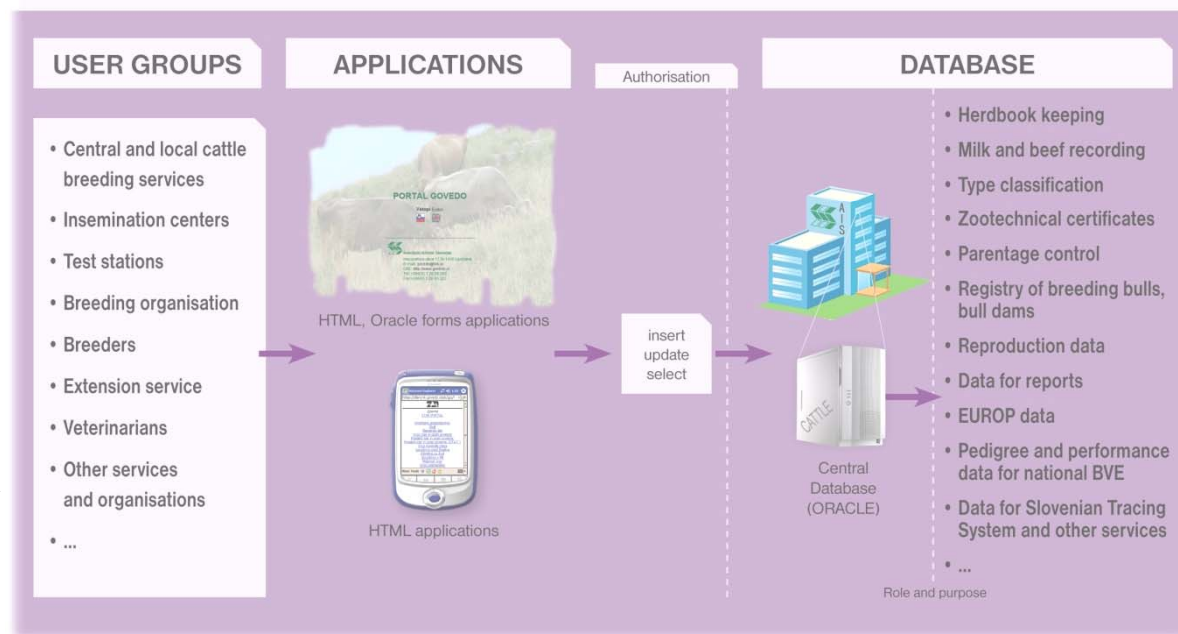 USER GROUPS
• Central and local cattle
breeding services
• Insemination centers
• Test stations
• Breeding organisation
• Breeders
• Extension service
• Veterinarians
• Other services
and organisations
• ...
APPLICATIONS
PORTAL GOVEDO
HTML, Oracle forms applications
HTML applications
Authorisation
insert
update
select
DATABASE
AIS
CATTLE
Central
Database
(ORACLE)
• Herdbook keeping
• Milk and beef recording
• Type classification
• Zootechnical certificates
• Parentage control
• Registry of breeding bulls,
bull dams
• Reproduction data
• Data for reports
• EUROP data
• Pedigree and performance
data for national BVE
• Data for Slovenian Tracing
System and other services
• ...
Role and purpose